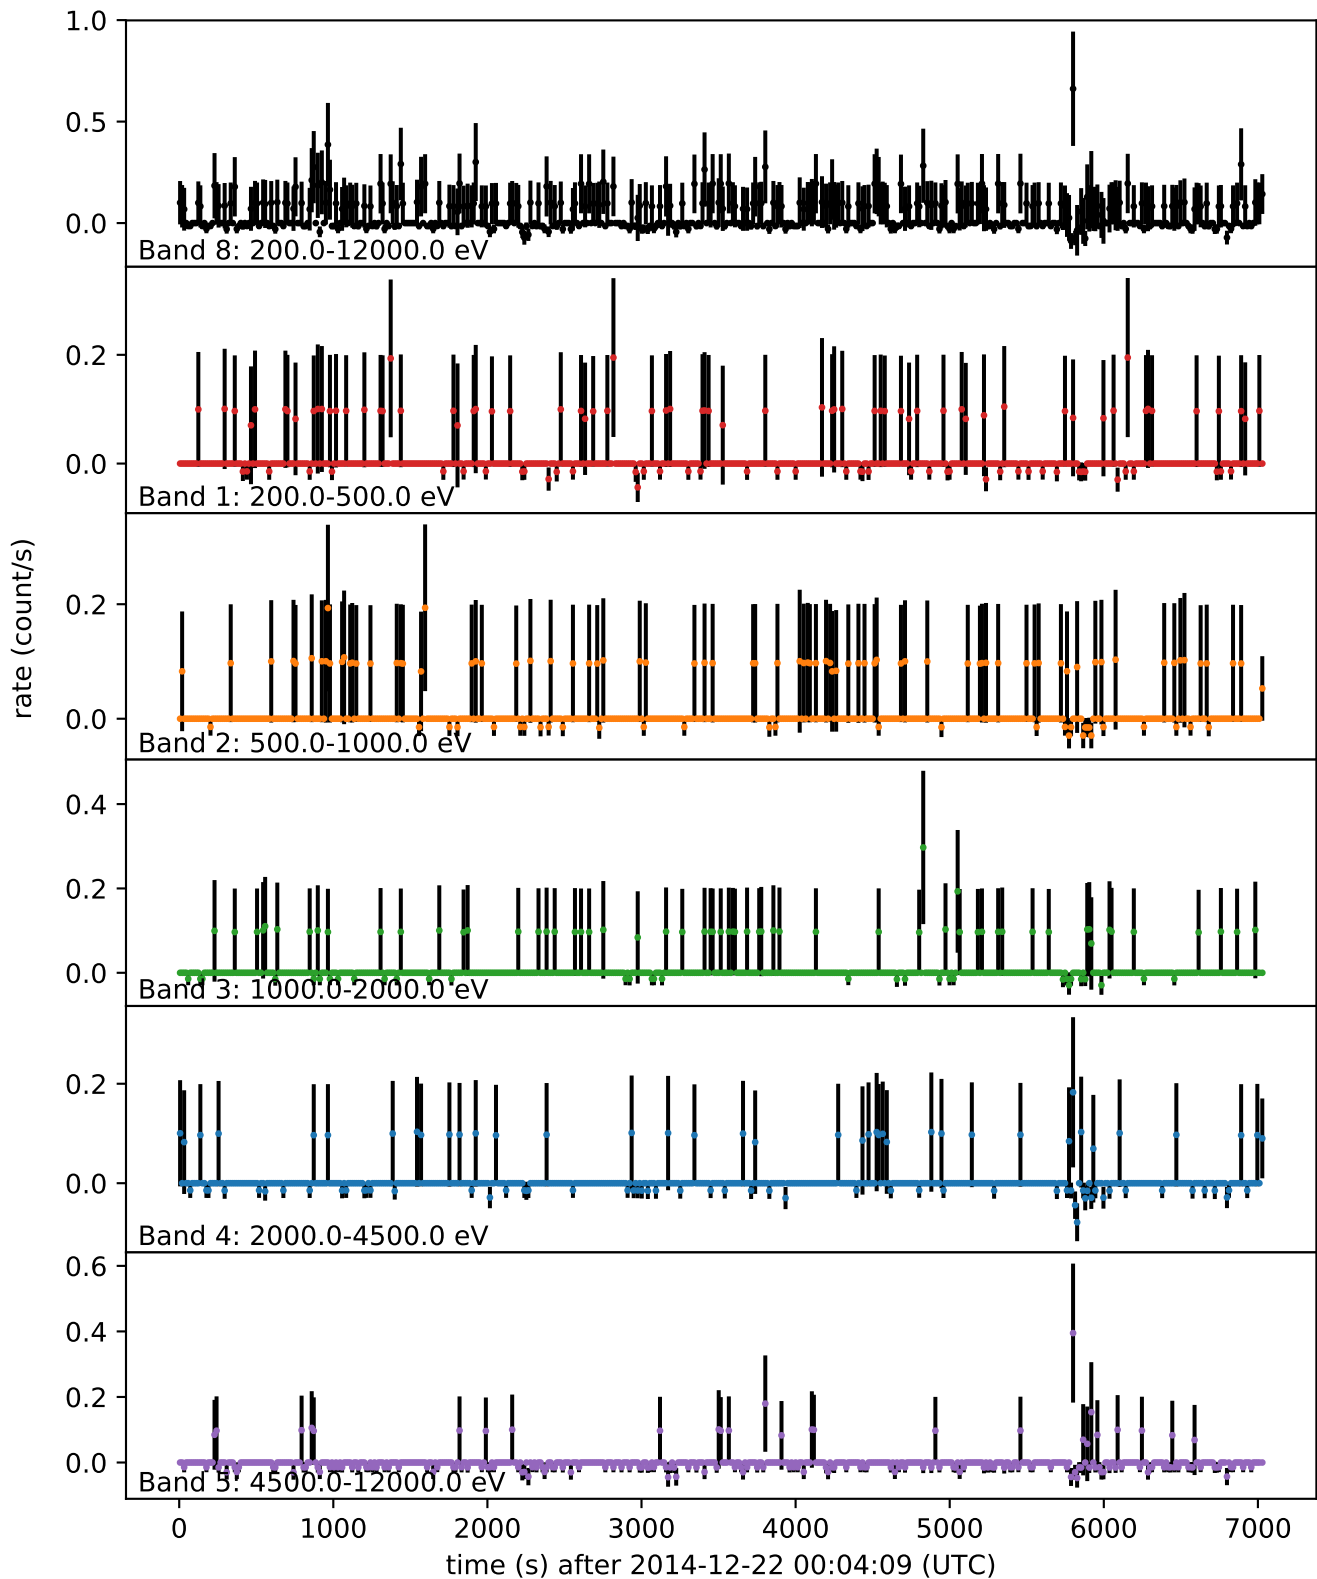 1.0
0.5
0.0
Band 8: 200.0-12000.0 eV
0.2
0.0
Band 1: 200.0-500.0 eV
0.2
0.0
Band 2: 500.0-1000.0 eV
rate (count/s)
0.4
0.2
0.0
Band 3: 1000.0-2000.0 eV
0.2
0.0
Band 4: 2000.0-4500.0 eV
0.6
0.4
0.2
0.0
Band 5: 4500.0-12000.0 eV
0 1000 2000 3000 4000 5000 6000 7000
time (s) after 2014-12-22 00:04:09 (UTC)